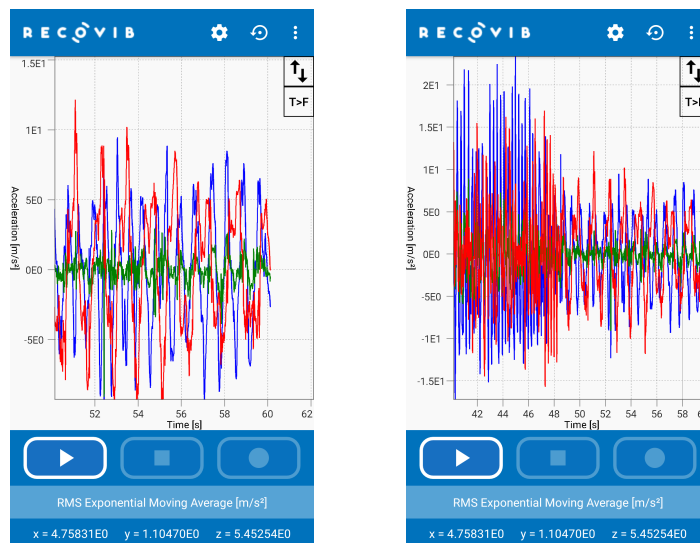 RECOVIB
1.5E1
T>F
1E1
5E0
0E0
-5E0
Acceleration [m/s²]
52 54 56 58 60 62
Time [s]
RMS Exponential Moving Average [m/s²]
x = 4.75831E0 y = 1.10470E0 z = 5.45254E0
RECOVIB
2E1
T>
1.5E1
1E1
5E0
0E0
-5E0
-1E1
-1.5E1
Acceleration [m/s²]
42 44 46 48 50 52 54 56 58
Time [s]
RMS Exponential Moving Average [m/s²]
x = 4.75831E0 y = 1.10470E0 z = 5.45254E0